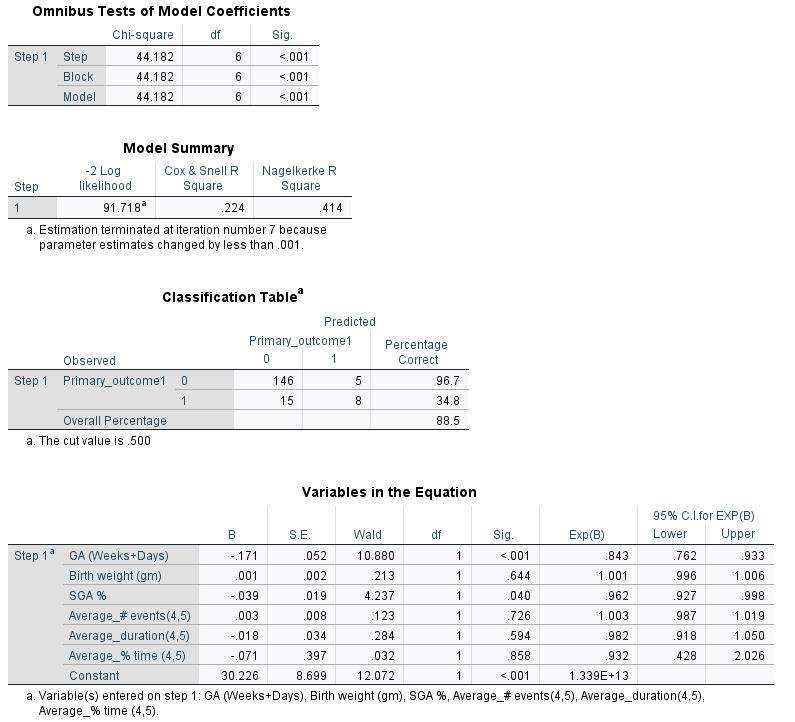 Omnibus Tests of Model Coefficients
Chi-square df Sig.
Step 1 Step 44.182 6 <.001
Block 44.182 6 <.001
Model 44.182 6 <.001
Model Summary
Step -2 Log likelihood Cox & Snell R Square Nagelkerke R Square
1 91.718a .224 .414
a. Estimation terminated at iteration number 7 because
parameter estimates changed by less than .001.
Classification Tablea
Predicted
Primary_outcome1 Percentage Correct
Observed 0 1
Step 1 Primary_outcome1 0 146 5 96.7
1 15 8 34.8
Overall Percentage 88.5
a. The cut value is .500
Variables in the Equation
95% C.I.for EXP(B)
B S.E. Wald df Sig. Exp(B) Lower Upper
Step 1a GA (Weeks+Days) -.171 .052 10.880 1 <.001 .843 .762 .933
Birth weight (gm) .001 .002 .213 1 .644 1.001 .996 1.006
SGA % -.039 .019 4.237 1 .040 .962 .927 .998
Average_# events(4,5) .003 .008 .123 1 .726 1.003 .987 1.019
Average_duration(4,5) -.018 .034 .284 1 .594 .982 .918 1.050
Average_% time (4,5) -.071 .397 .032 1 .858 .932 .428 2.026
Constant 30.226 8.699 12.072 1 <.001 1.339E+13
a. Variable(s) entered on step 1: GA (Weeks+Days), Birth weight (gm), SGA %, Average_# events(4,5), Average_duration(4,5),
Average_% time (4,5).